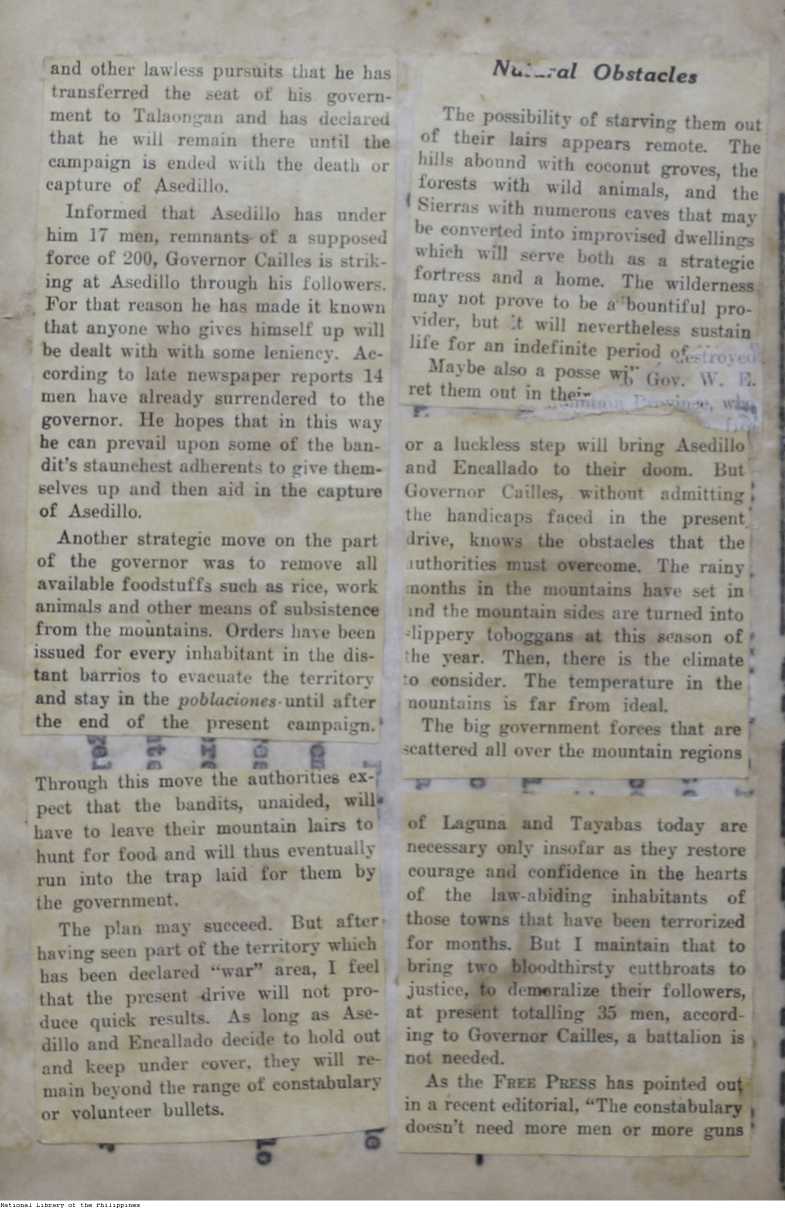 and other lawless pursuits that he has
transferred the seat of his govern-
ment to Talaongan and has declared
that he will remain there until the
campaign is ended with the death or
capture of Asedillo.
Informed that Asedillo has under
him 17 men, remnants of a supposed
force of 200, Governor Cailles is strik-
ing at Asedillo through his followers.
For that reason he has made it known
that anyone who gives himself up will
be dealt with with some leniency. Ac-
cording to late newspaper reports 14
men have already surrendered to the
governor. He hopes that in this way
he can prevail upon some of the ban-
dit's staunchest adherents to give them-
selves up and then aid in the capture
of Asedillo.
Another strategic move on the part
of the governor was to remove all
available foodstuffs such as rice, work
animals and other means of subsistence
from the mountains. Orders have been
issued for every inhabitant in the dis-
tant barrios to evacuate the territory
and stay in the poblaciones until after
the end of the present campaign.
Through this move the authorities ex-
pect that the bandits, unaided, will
have to leave their mountain lairs to
hunt for food and will thus eventually
run into the trap laid for them by
the government.
The plan may succeed. But after
having seen part of the territory which
has been declared "war" area, I feel
that the present drive will not pro-
duce quick results. As long as Ase-
dillo and Encallado decide to hold out
and keep under cover, they will re-
main beyond the range of constabulary
or volunteer bullets.
Obstacles
The possibility of starving them out
of their lairs appears remote. The
hills abound with coconut groves, the
forests with wild animals, and the
Sierras with numerous caves that may
be converted into improvised dwellings
which will serve both as a strategic
fortress and a home. The wilderness
may not prove to be a bountiful pro-
vider, but it will nevertheless sustain
life for an indefinite period of
Maybe also a posse Gov. W. E.
ret them out in
or a luckless step will bring Asedillo
and Encallado to their doom. But
Governor Cailles, without admitting
the handicaps faced in the present
drive, knows the obstacles that the
authorities must overcome. The rainy
months in the mountains have set in
and the mountain sides are turned into
slippery toboggans at this season of
the year. Then, there is the climate
to consider. The temperature in the
mountains is far from ideal.
The big government forces that are
scattered all over the mountain regions
of Laguna and Tayabas today are
necessary only insofar as they restore
courage and confidence in the hearts
of the law-abiding inhabitants of
those towns that have been terrorized
for months. But I maintain that to
bring two bloodthirsty cutthroats to
justice, to demoralize their followers,
at present totalling 35 men, accord-
ing to Governor Cailles, a battalion is
not needed.
As the FREE PRESS has pointed out
in a recent editorial, "The constabulary
doesn't need more men or more guns
National Library of the Philippines